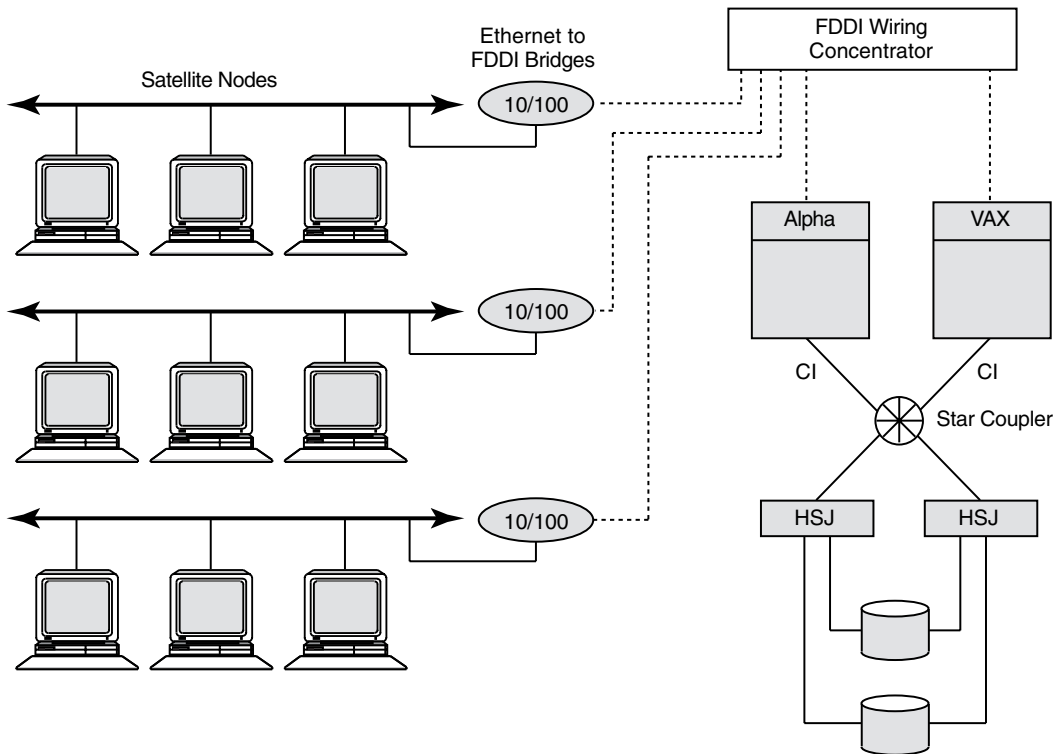 Ethernet to
FDDI Bridges
FDDI Wiring
Concentrator
Satellite Nodes
10/100
Alpha
VAX
10/100
CI
CI
Star Coupler
10/100
HSJ
HSJ